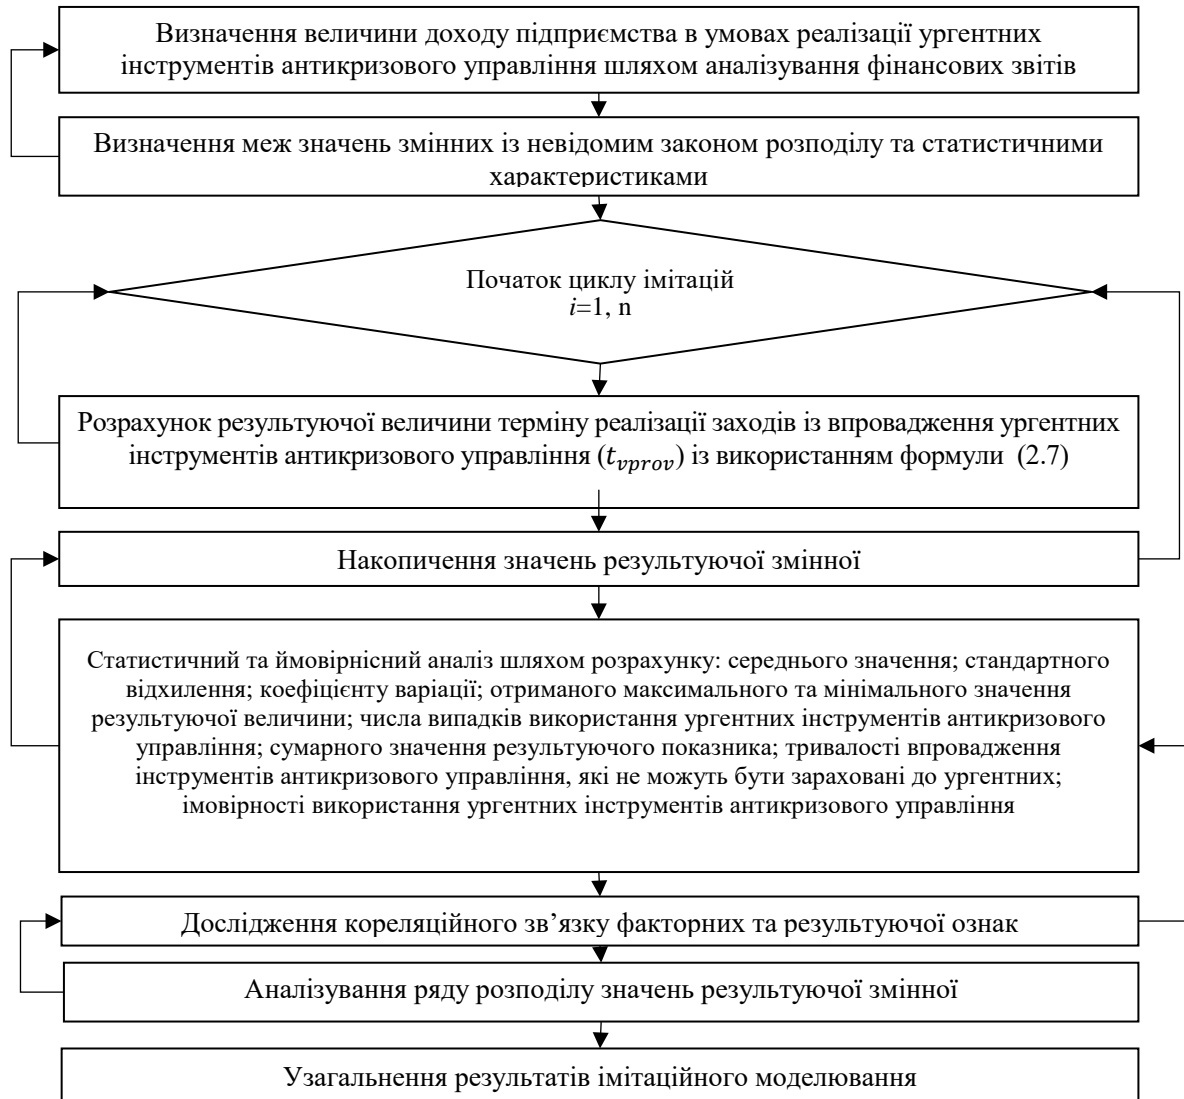 Визначення величини доходу підприємства в умовах реалізації ургентних
інструментів антикризового управління шляхом аналізування фінансових звітів
Визначення меж значень змінних із невідомим законом розподілу та статистичними
характеристиками
Початок циклу імітацій
i=1, n
Розрахунок результуючої величини терміну реалізації заходів із впровадження ургентних
інструментів антикризового управління (t_vprov) із використанням формули (2.7)
Накопичення значень результуючої змінної
Статистичний та ймовірнісний аналіз шляхом розрахунку: середнього значення; стандартного
відхилення; коефіцієнту варіації; отриманого максимального та мінімального значення
результуючої величини; числа випадків використання ургентних інструментів антикризового
управління; сумарного значення результуючого показника; тривалості впровадження
інструментів антикризового управління, які не можуть бути зараховані до ургентних;
імовірності використання ургентних інструментів антикризового управління
Дослідження кореляційного зв’язку факторних та результуючої ознак
Аналізування ряду розподілу значень результуючої змінної
Узагальнення результатів імітаційного моделювання